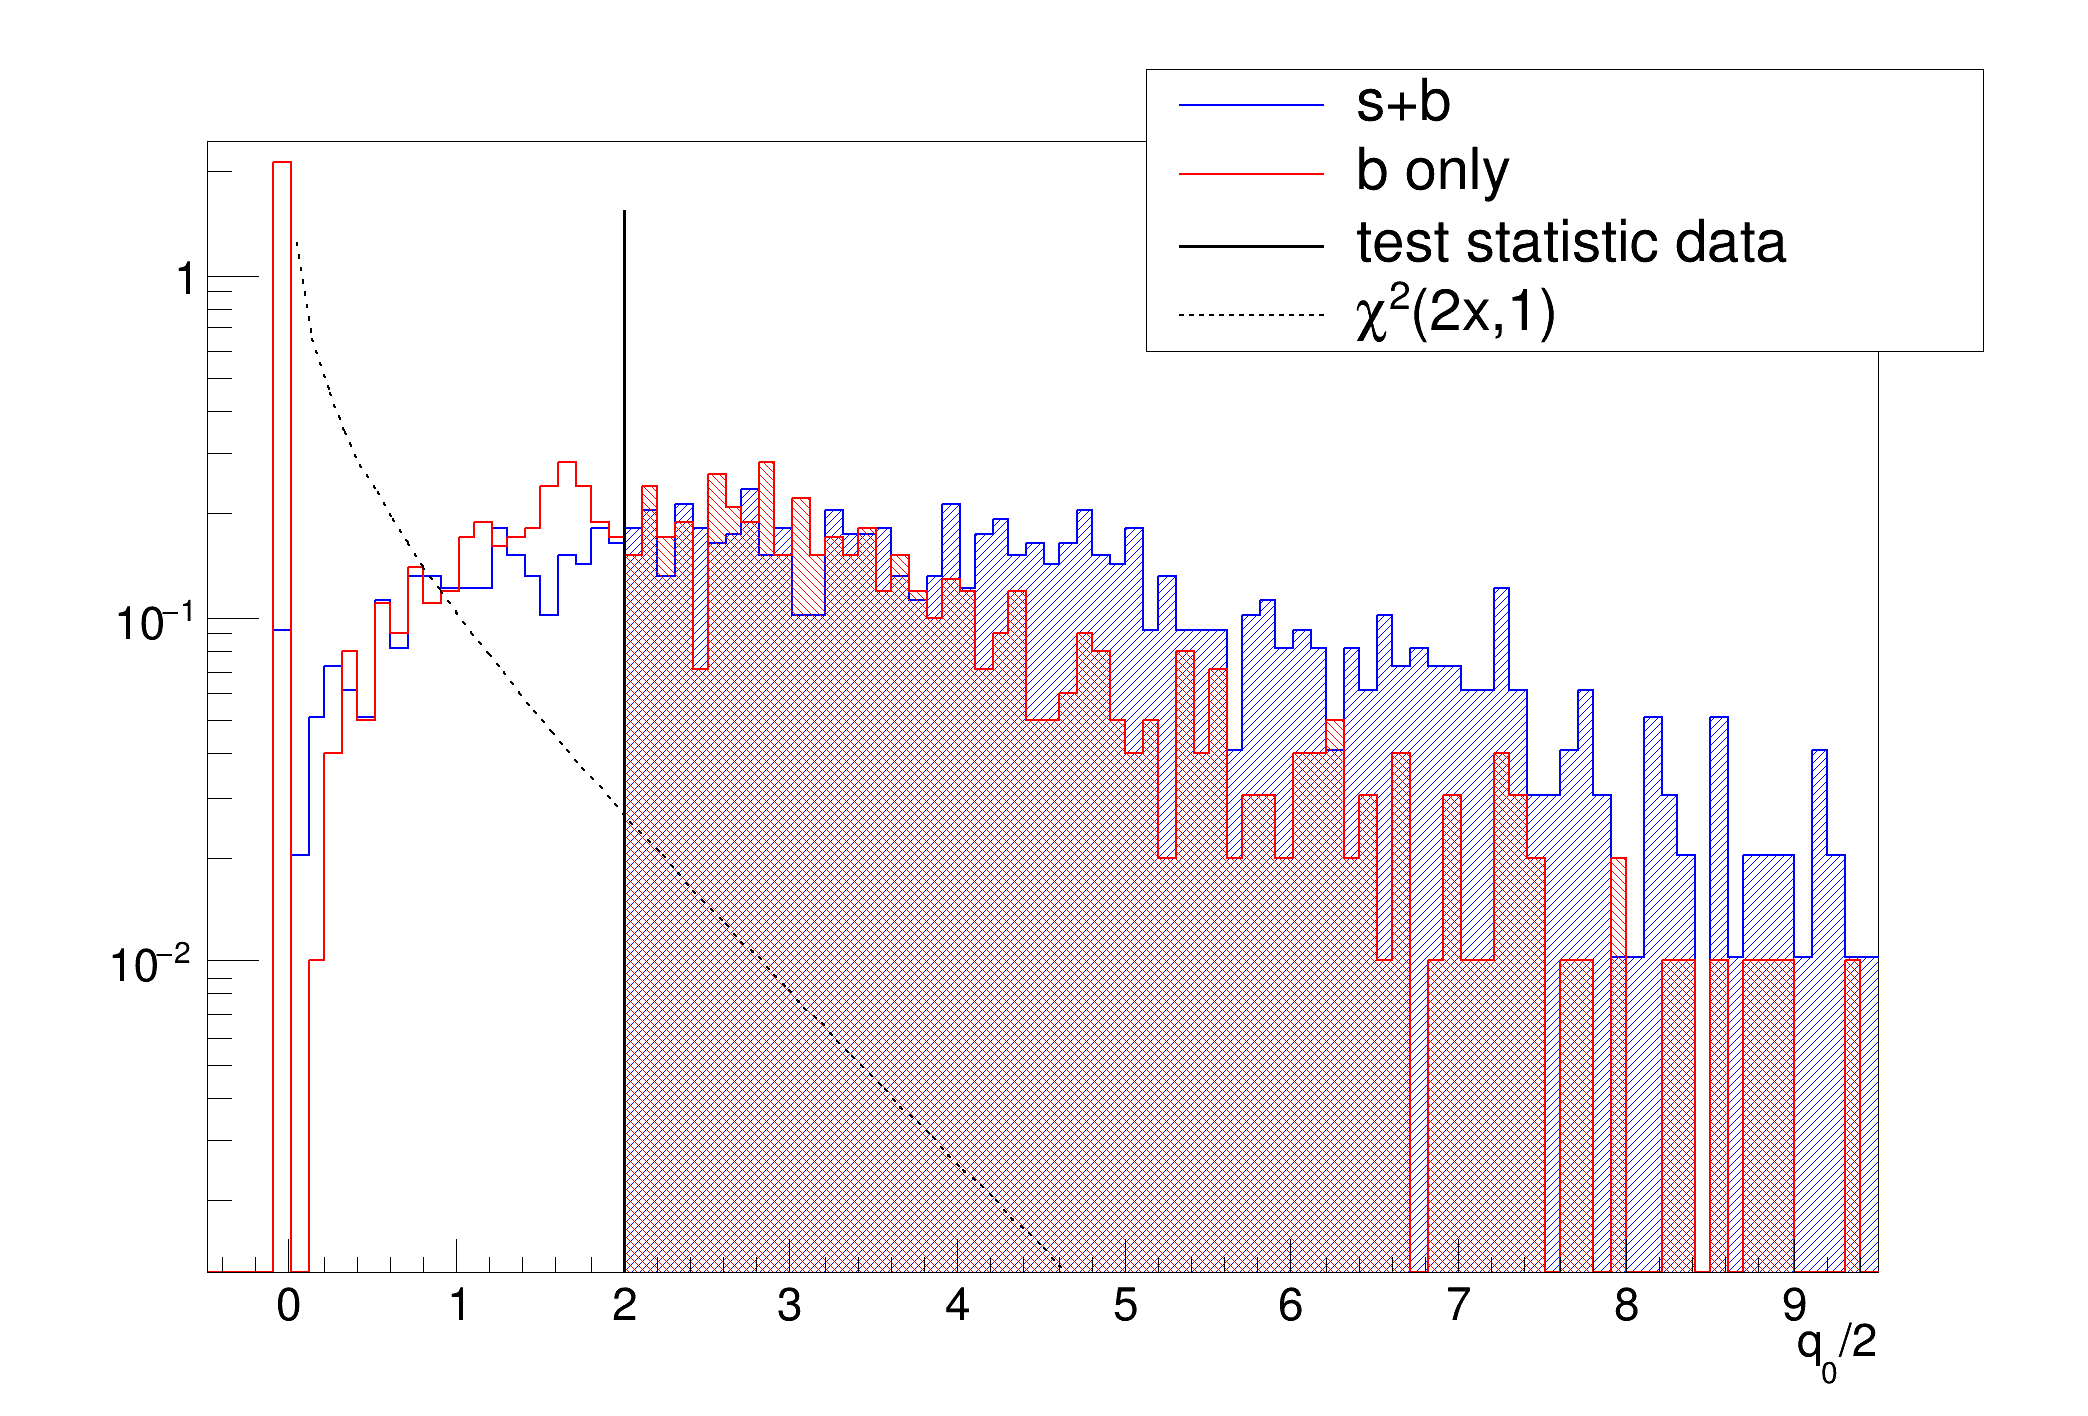 s+b
b only
test statistic data
χ²(2x,1)
1
10⁻¹
10⁻²
0 1 2 3 4 5 6 7 8 9
q₀/2